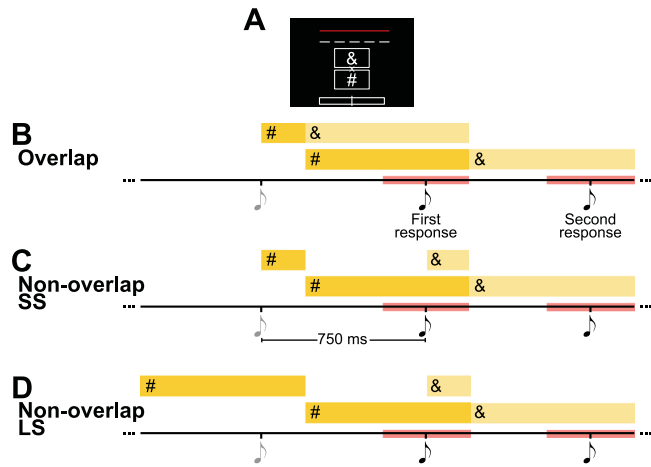 A
&
x
#
B
Overlap
# &
# &
... ...
First response
Second response
C
Non-overlap
SS
# &
# &
... ...
750 ms
D
Non-overlap
LS
# &
# &
... ...